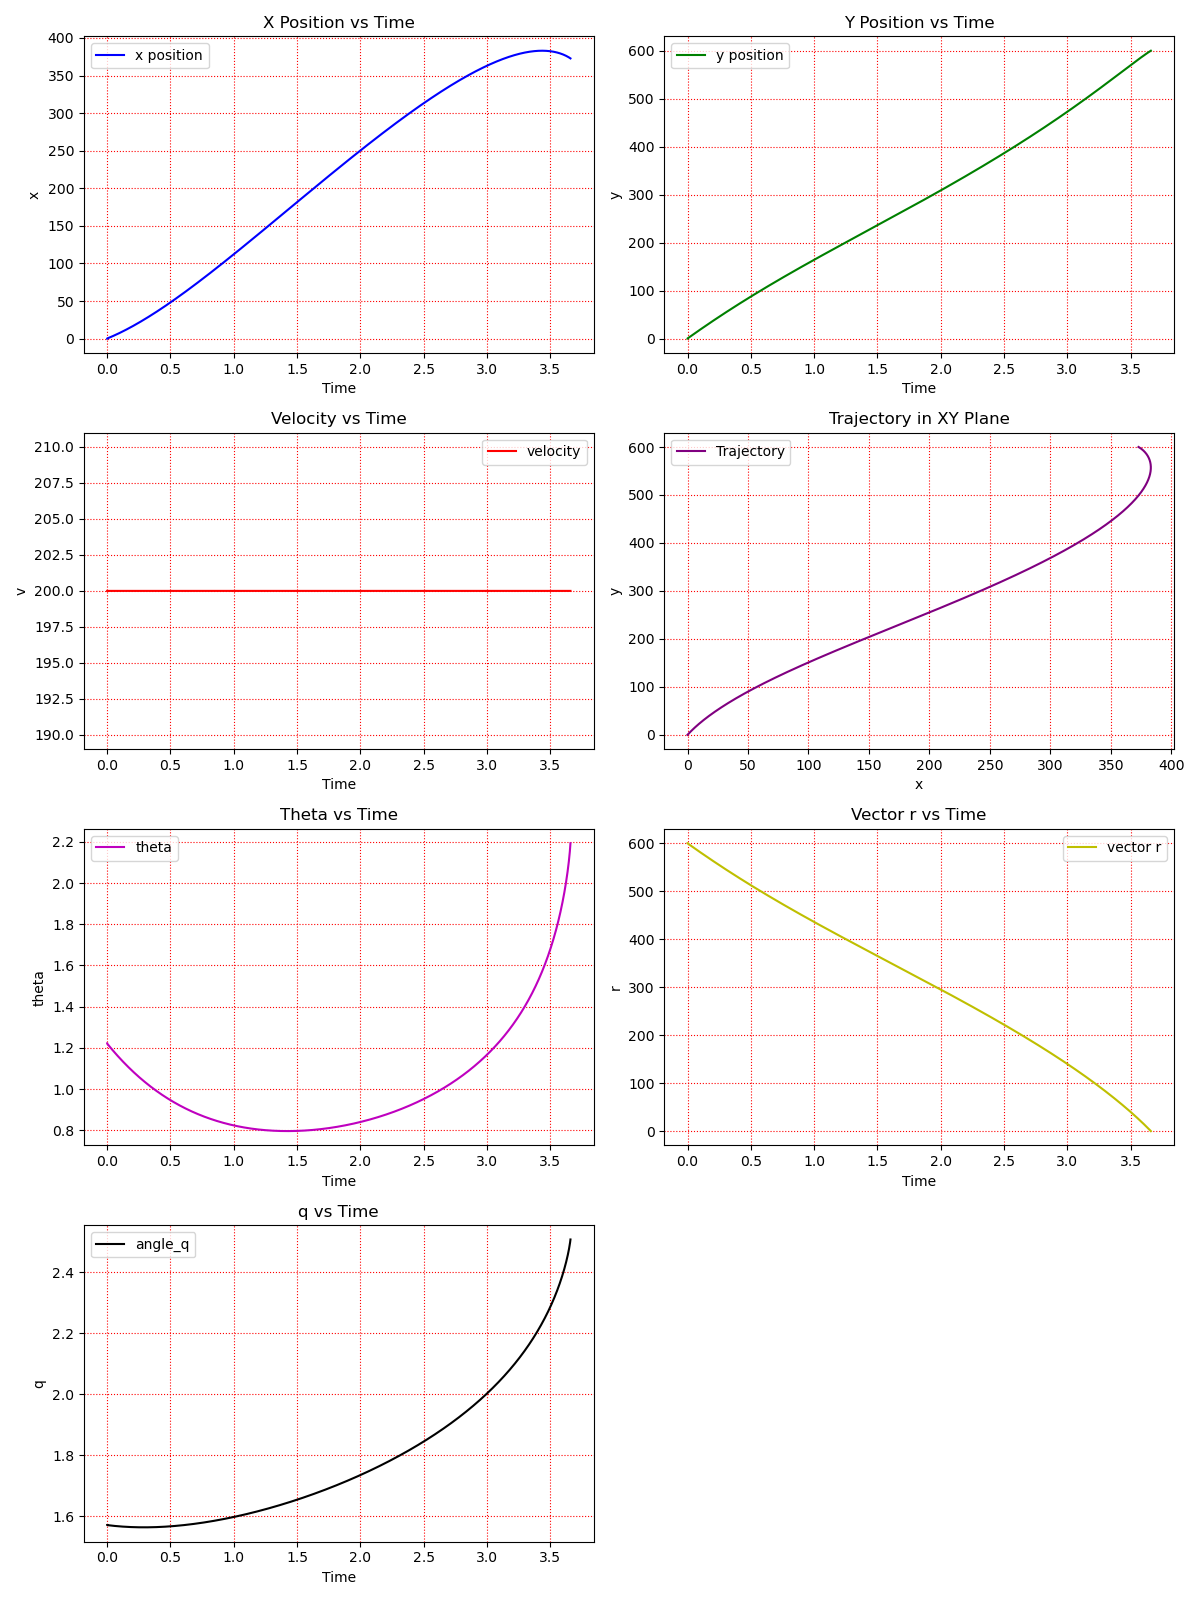 X Position vs Time
x position
400
350
300
250
200
150
100
50
0
x
0.0 0.5 1.0 1.5 2.0 2.5 3.0 3.5
Time
Y Position vs Time
y position
600
500
400
300
200
100
0
y
0.0 0.5 1.0 1.5 2.0 2.5 3.0 3.5
Time
Velocity vs Time
velocity
210.0
207.5
205.0
202.5
200.0
197.5
195.0
192.5
190.0
v
0.0 0.5 1.0 1.5 2.0 2.5 3.0 3.5
Time
Trajectory in XY Plane
Trajectory
600
500
400
300
200
100
0
y
0 50 100 150 200 250 300 350 400
x
Theta vs Time
theta
2.2
2.0
1.8
1.6
1.4
1.2
1.0
0.8
theta
0.0 0.5 1.0 1.5 2.0 2.5 3.0 3.5
Time
Vector r vs Time
vector r
600
500
400
300
200
100
0
r
0.0 0.5 1.0 1.5 2.0 2.5 3.0 3.5
Time
q vs Time
angle_q
2.4
2.2
2.0
1.8
1.6
q
0.0 0.5 1.0 1.5 2.0 2.5 3.0 3.5
Time